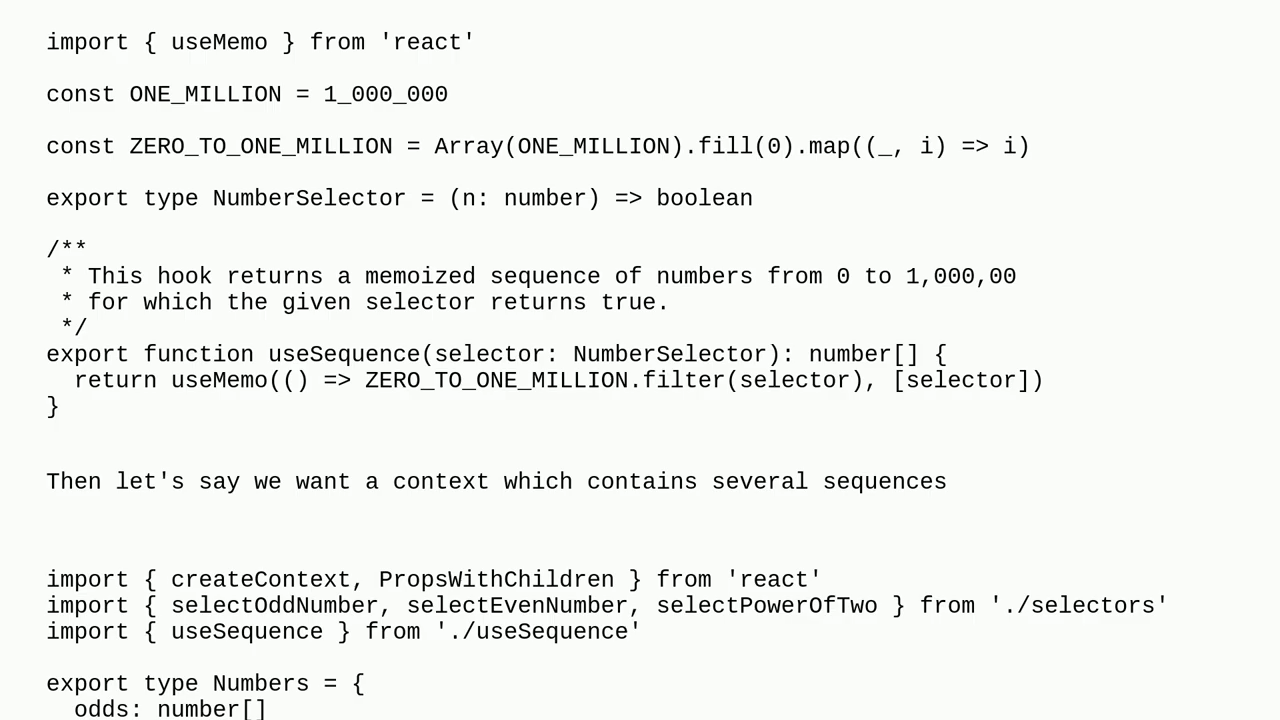 import { useMemo } from 'react'
const ONE_MILLION = 1_000_000
const ZERO_TO_ONE_MILLION = Array(ONE_MILLION).fill(0).map((_, i) => i)
export type NumberSelector = (n: number) => boolean
/**
 * This hook returns a memoized sequence of numbers from 0 to 1,000,00
 * for which the given selector returns true.
 */
export function useSequence(selector: NumberSelector): number[] {
  return useMemo(() => ZERO_TO_ONE_MILLION.filter(selector), [selector])
}
Then let's say we want a context which contains several sequences
import { createContext, PropsWithChildren } from 'react'
import { selectOddNumber, selectEvenNumber, selectPowerOfTwo } from './selectors'
import { useSequence } from './useSequence'
export type Numbers = {
  odds: number[]